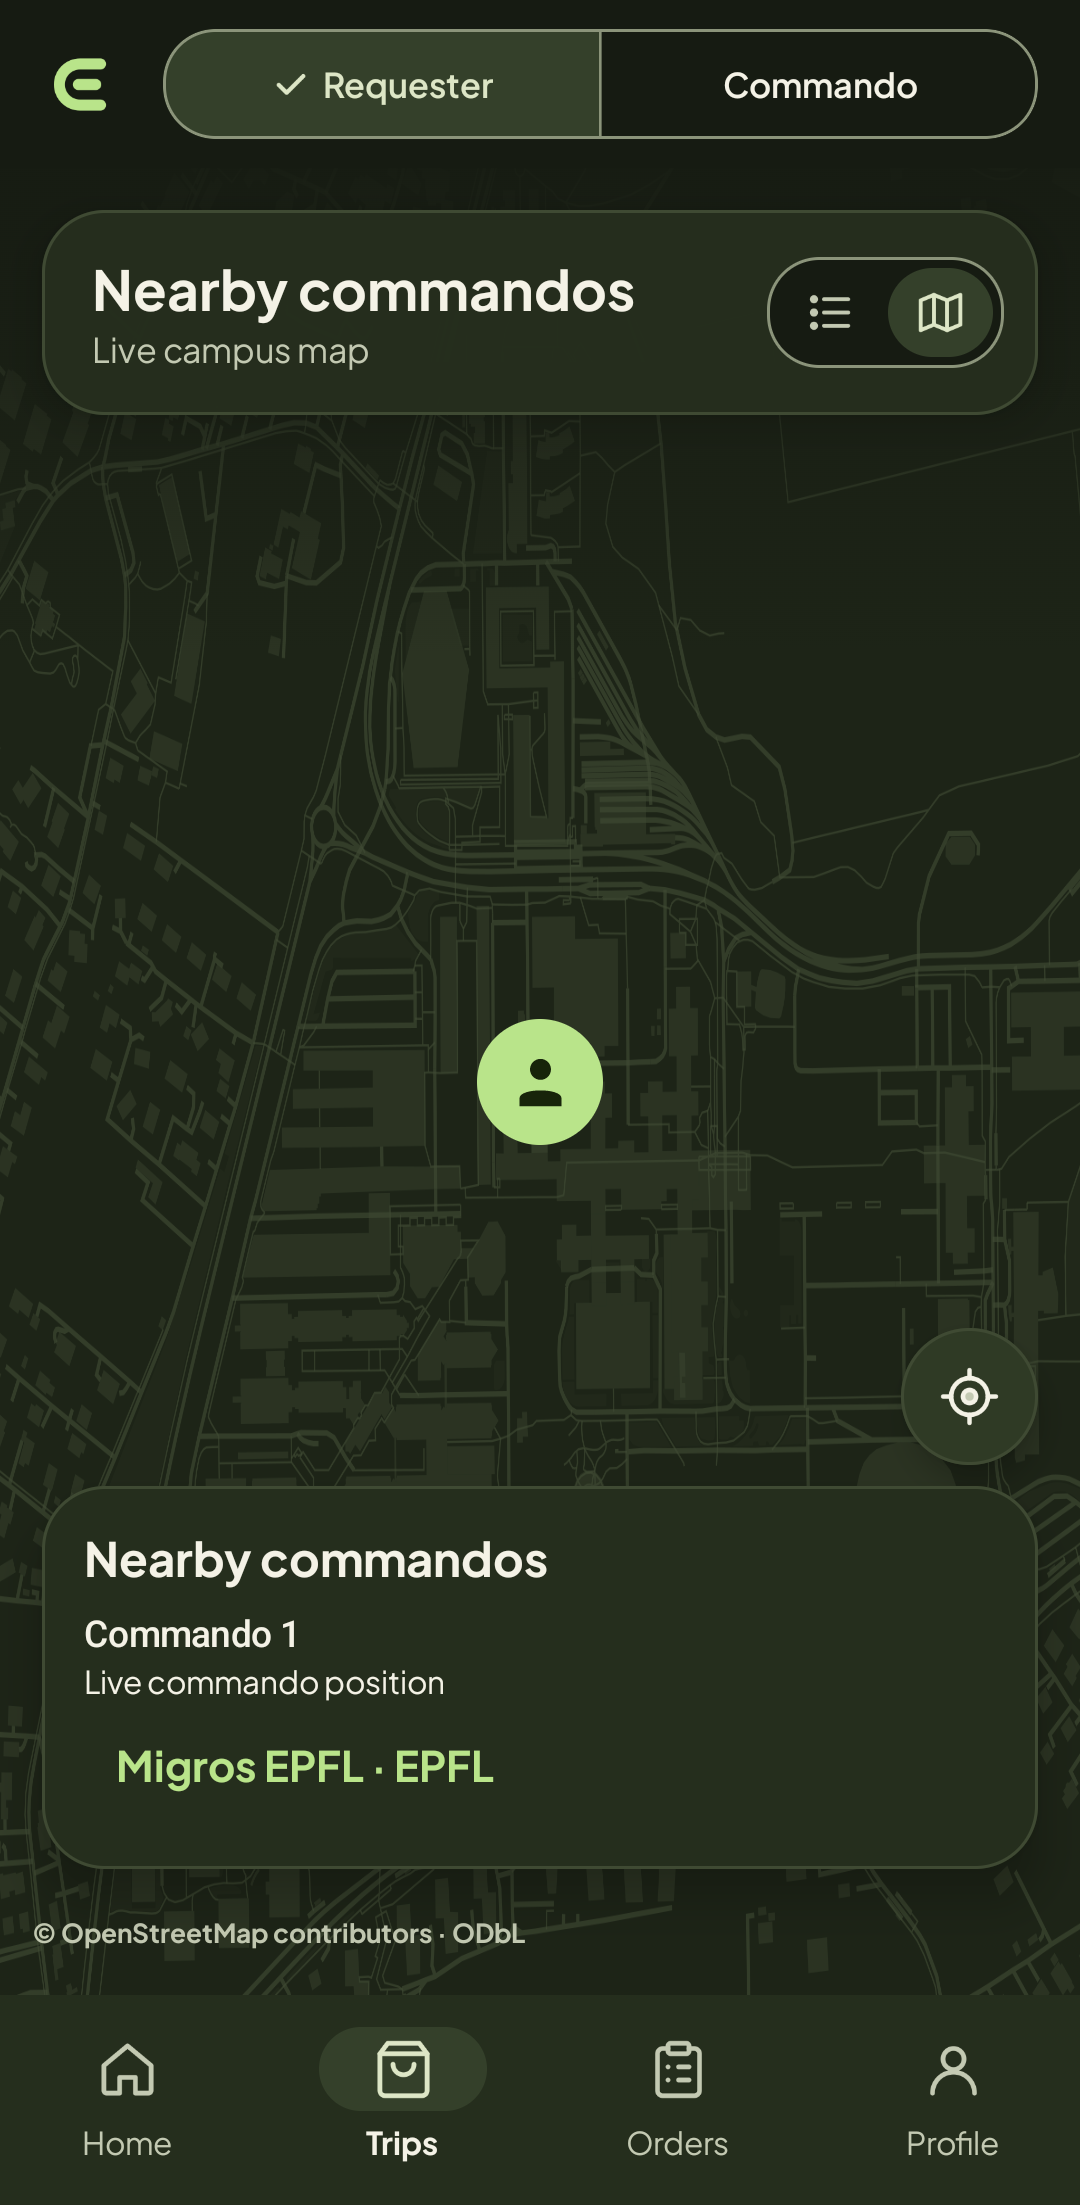 Requester
Commando
Nearby commandos
Live campus map
Nearby commandos
Commando 1
Live commando position
Migros EPFL · EPFL
© OpenStreetMap contributors · ODbL
Home
Trips
Orders
Profile